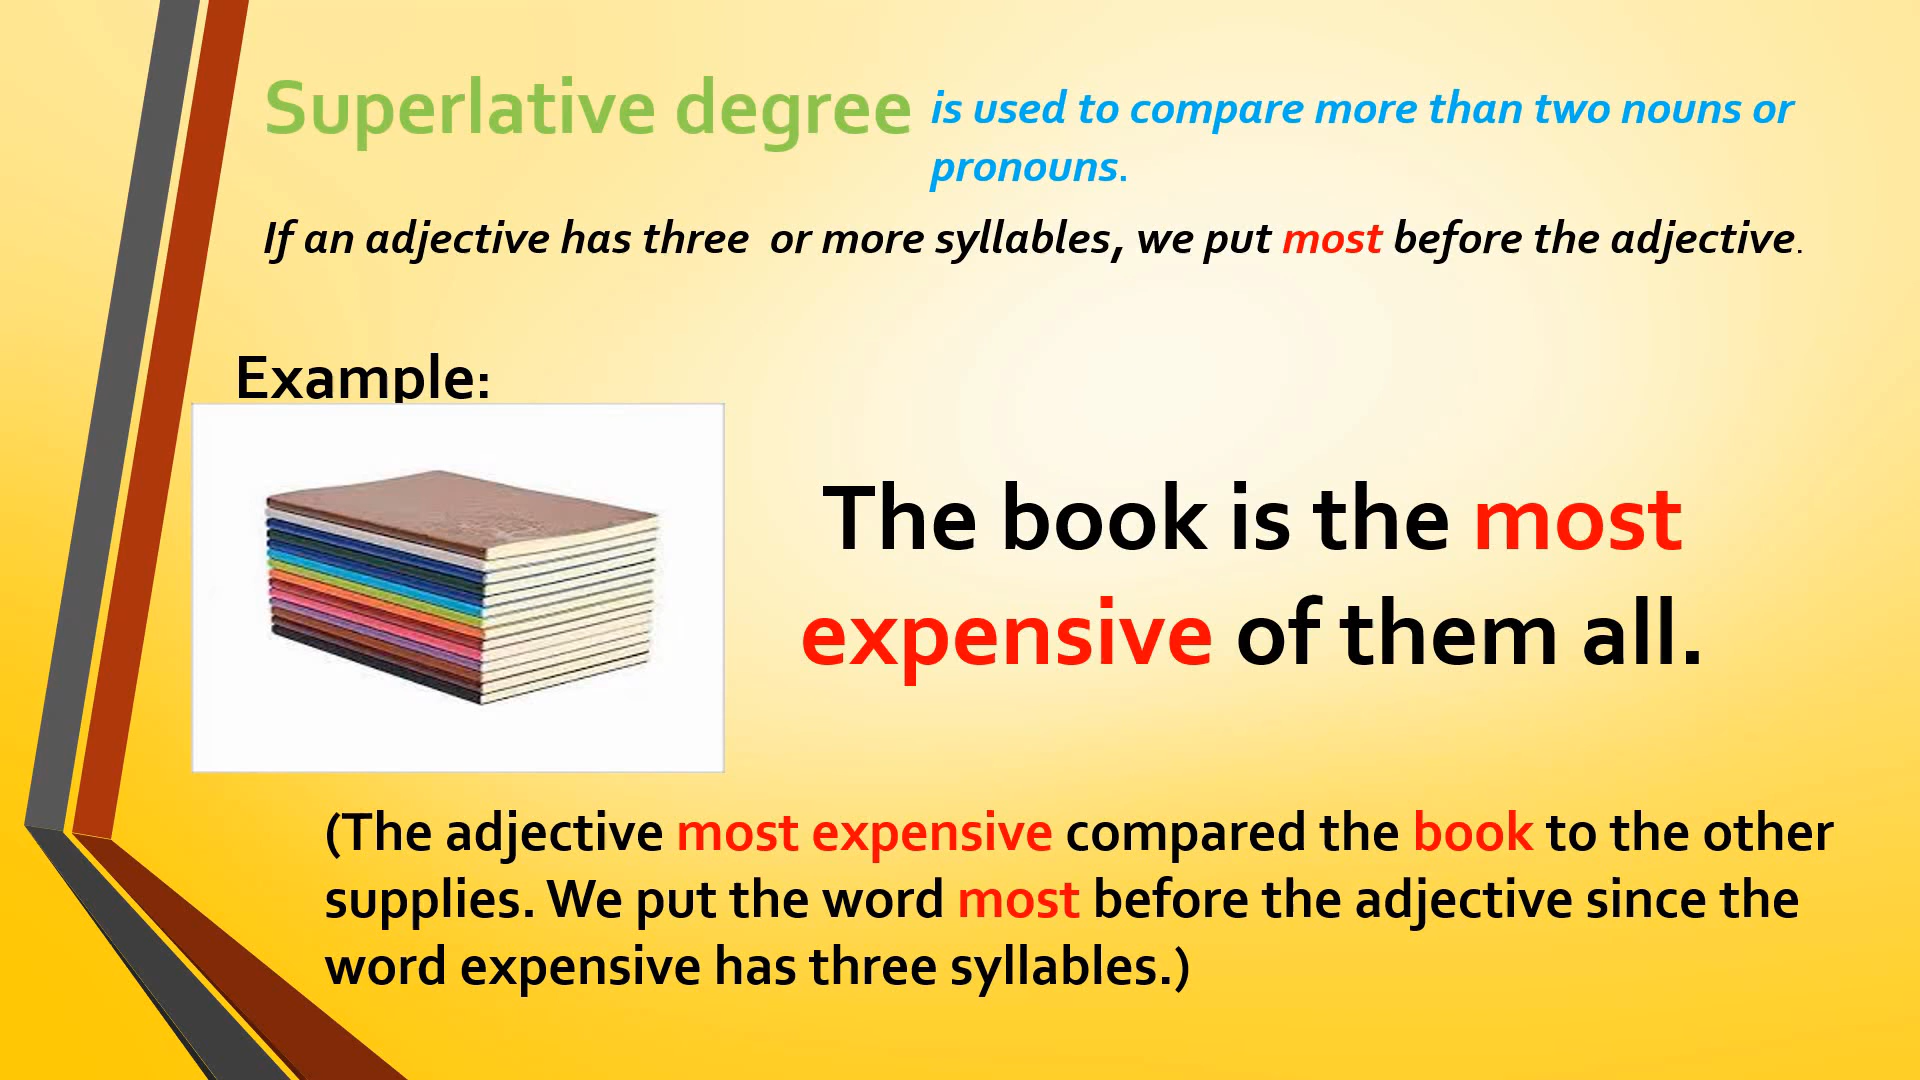 Superlative degree is used to compare more than two nouns or
pronouns.
If an adjective has three or more syllables, we put most before the adjective.
Example:
The book is the most
expensive of them all.
(The adjective most expensive compared the book to the other
supplies. We put the word most before the adjective since the
word expensive has three syllables.)